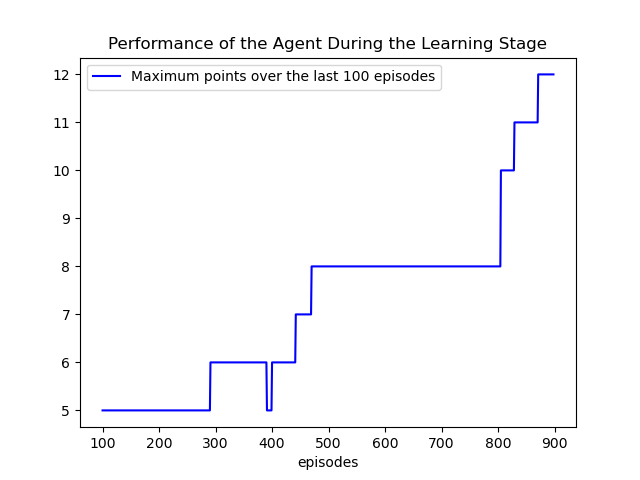 Performance of the Agent During the Learning Stage
Maximum points over the last 100 episodes
12
11
10
9
8
7
6
5
100 200 300 400 500 600 700 800 900
episodes